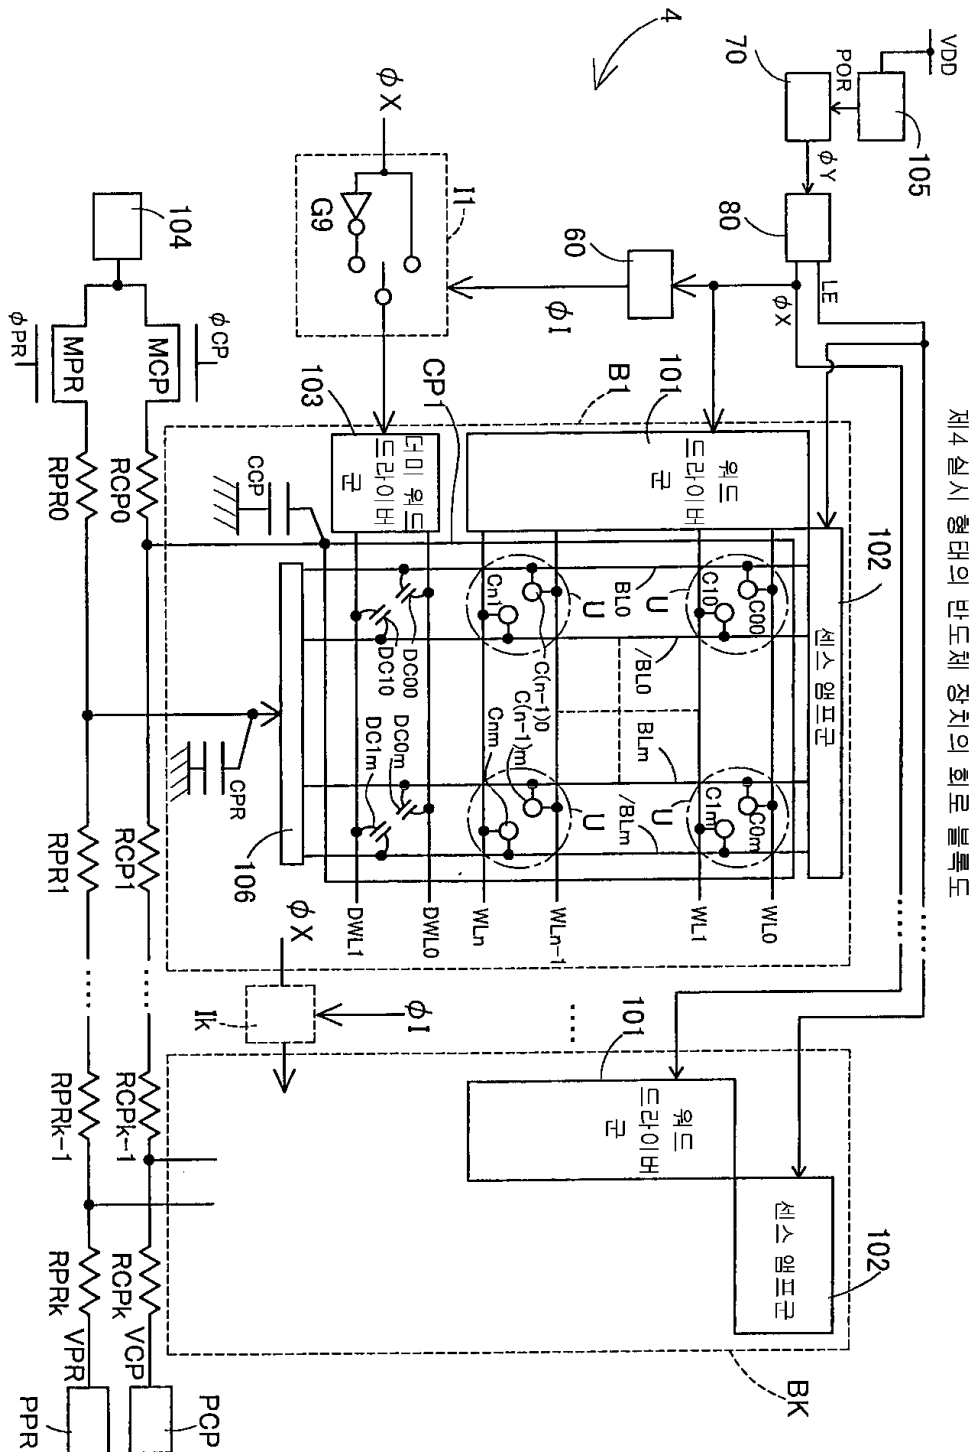 제4 실시 형태의 반도체 장치의 회로 블록도
4
VDD
105
POR
70
φY
80
LE
φX
60
φI
φX
I1
G9
B1
101
워드
드라이버
군
102
센스 앰프군
103
더미 워드
드라이버
군
CP1
CCP
C00
C10
U
BL0
/BL0
BLm
/BLm
C0m
C1m
U
Cn1
C(n-1)0
U
C(n-1)m
Cnm
U
DC00
DC10
DC0m
DC1m
WL0
WL1
WLn-1
WLn
DWL0
DWL1
106
CPR
φX
φI
Ik
····
······
······
101
워드
드라이버
군
102
센스 앰프군
BK
104
φCP
MCP
φPR
MPR
RCP0
RCP1
······
RCPk-1
RCPk
VCP
PCP
RPR0
RPR1
······
RPRk-1
RPRk
VPR
PPR